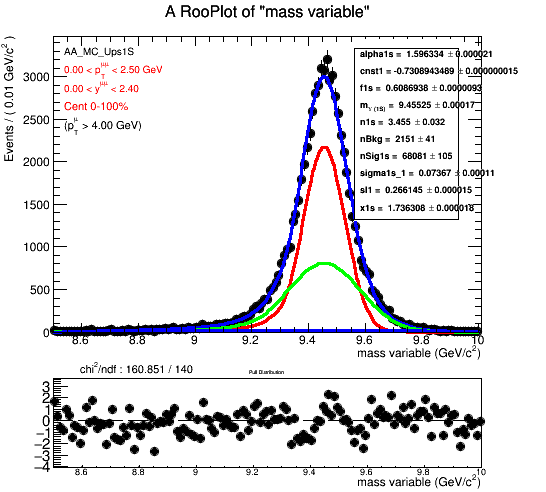 A RooPlot of "mass variable"
Events / ( 0.01 GeV/c² )
AA_MC_Ups1S
0.00 < p_T^μμ < 2.50 GeV
0.00 < y^μμ < 2.40
Cent 0-100%
(p_T^μ > 4.00 GeV)
alpha1s = 1.596334 ± 0.000021
cnst1 = -0.7308943489 ± 0.000000015
f1s = 0.6086938 ± 0.0000093
m_ϒ(1S) = 9.45525 ± 0.00017
n1s = 3.455 ± 0.032
nBkg = 2151 ± 41
nSig1s = 68081 ± 105
sigma1s_1 = 0.07367 ± 0.00011
sl1 = 0.266145 ± 0.000015
x1s = 1.736308 ± 0.000018
3000
2500
2000
1500
1000
500
0
8.6 8.8 9 9.2 9.4 9.6 9.8 10
mass variable (GeV/c²)
chi²/ndf : 160.851 / 140
Pull Distribution
3
2
1
0
−1
−2
−3
−4
8.6 8.8 9 9.2 9.4 9.6 9.8 10
mass variable (GeV/c²)